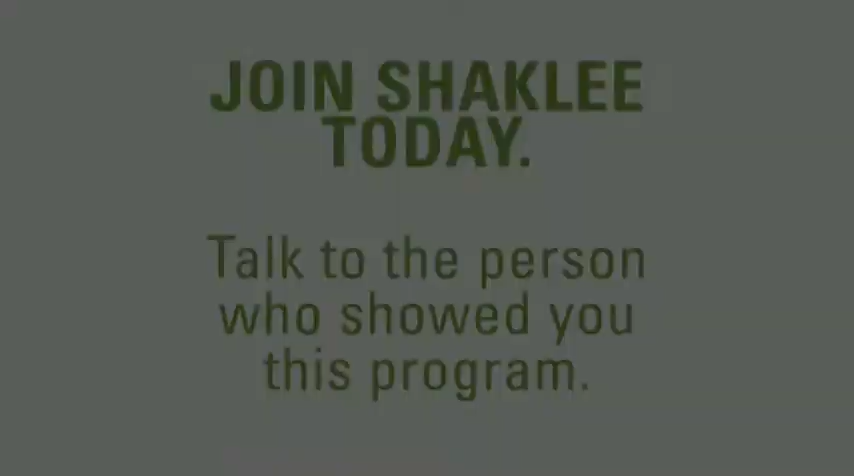 JOIN SHAKLEE
TODAY.
Talk to the person
who showed you
this program.